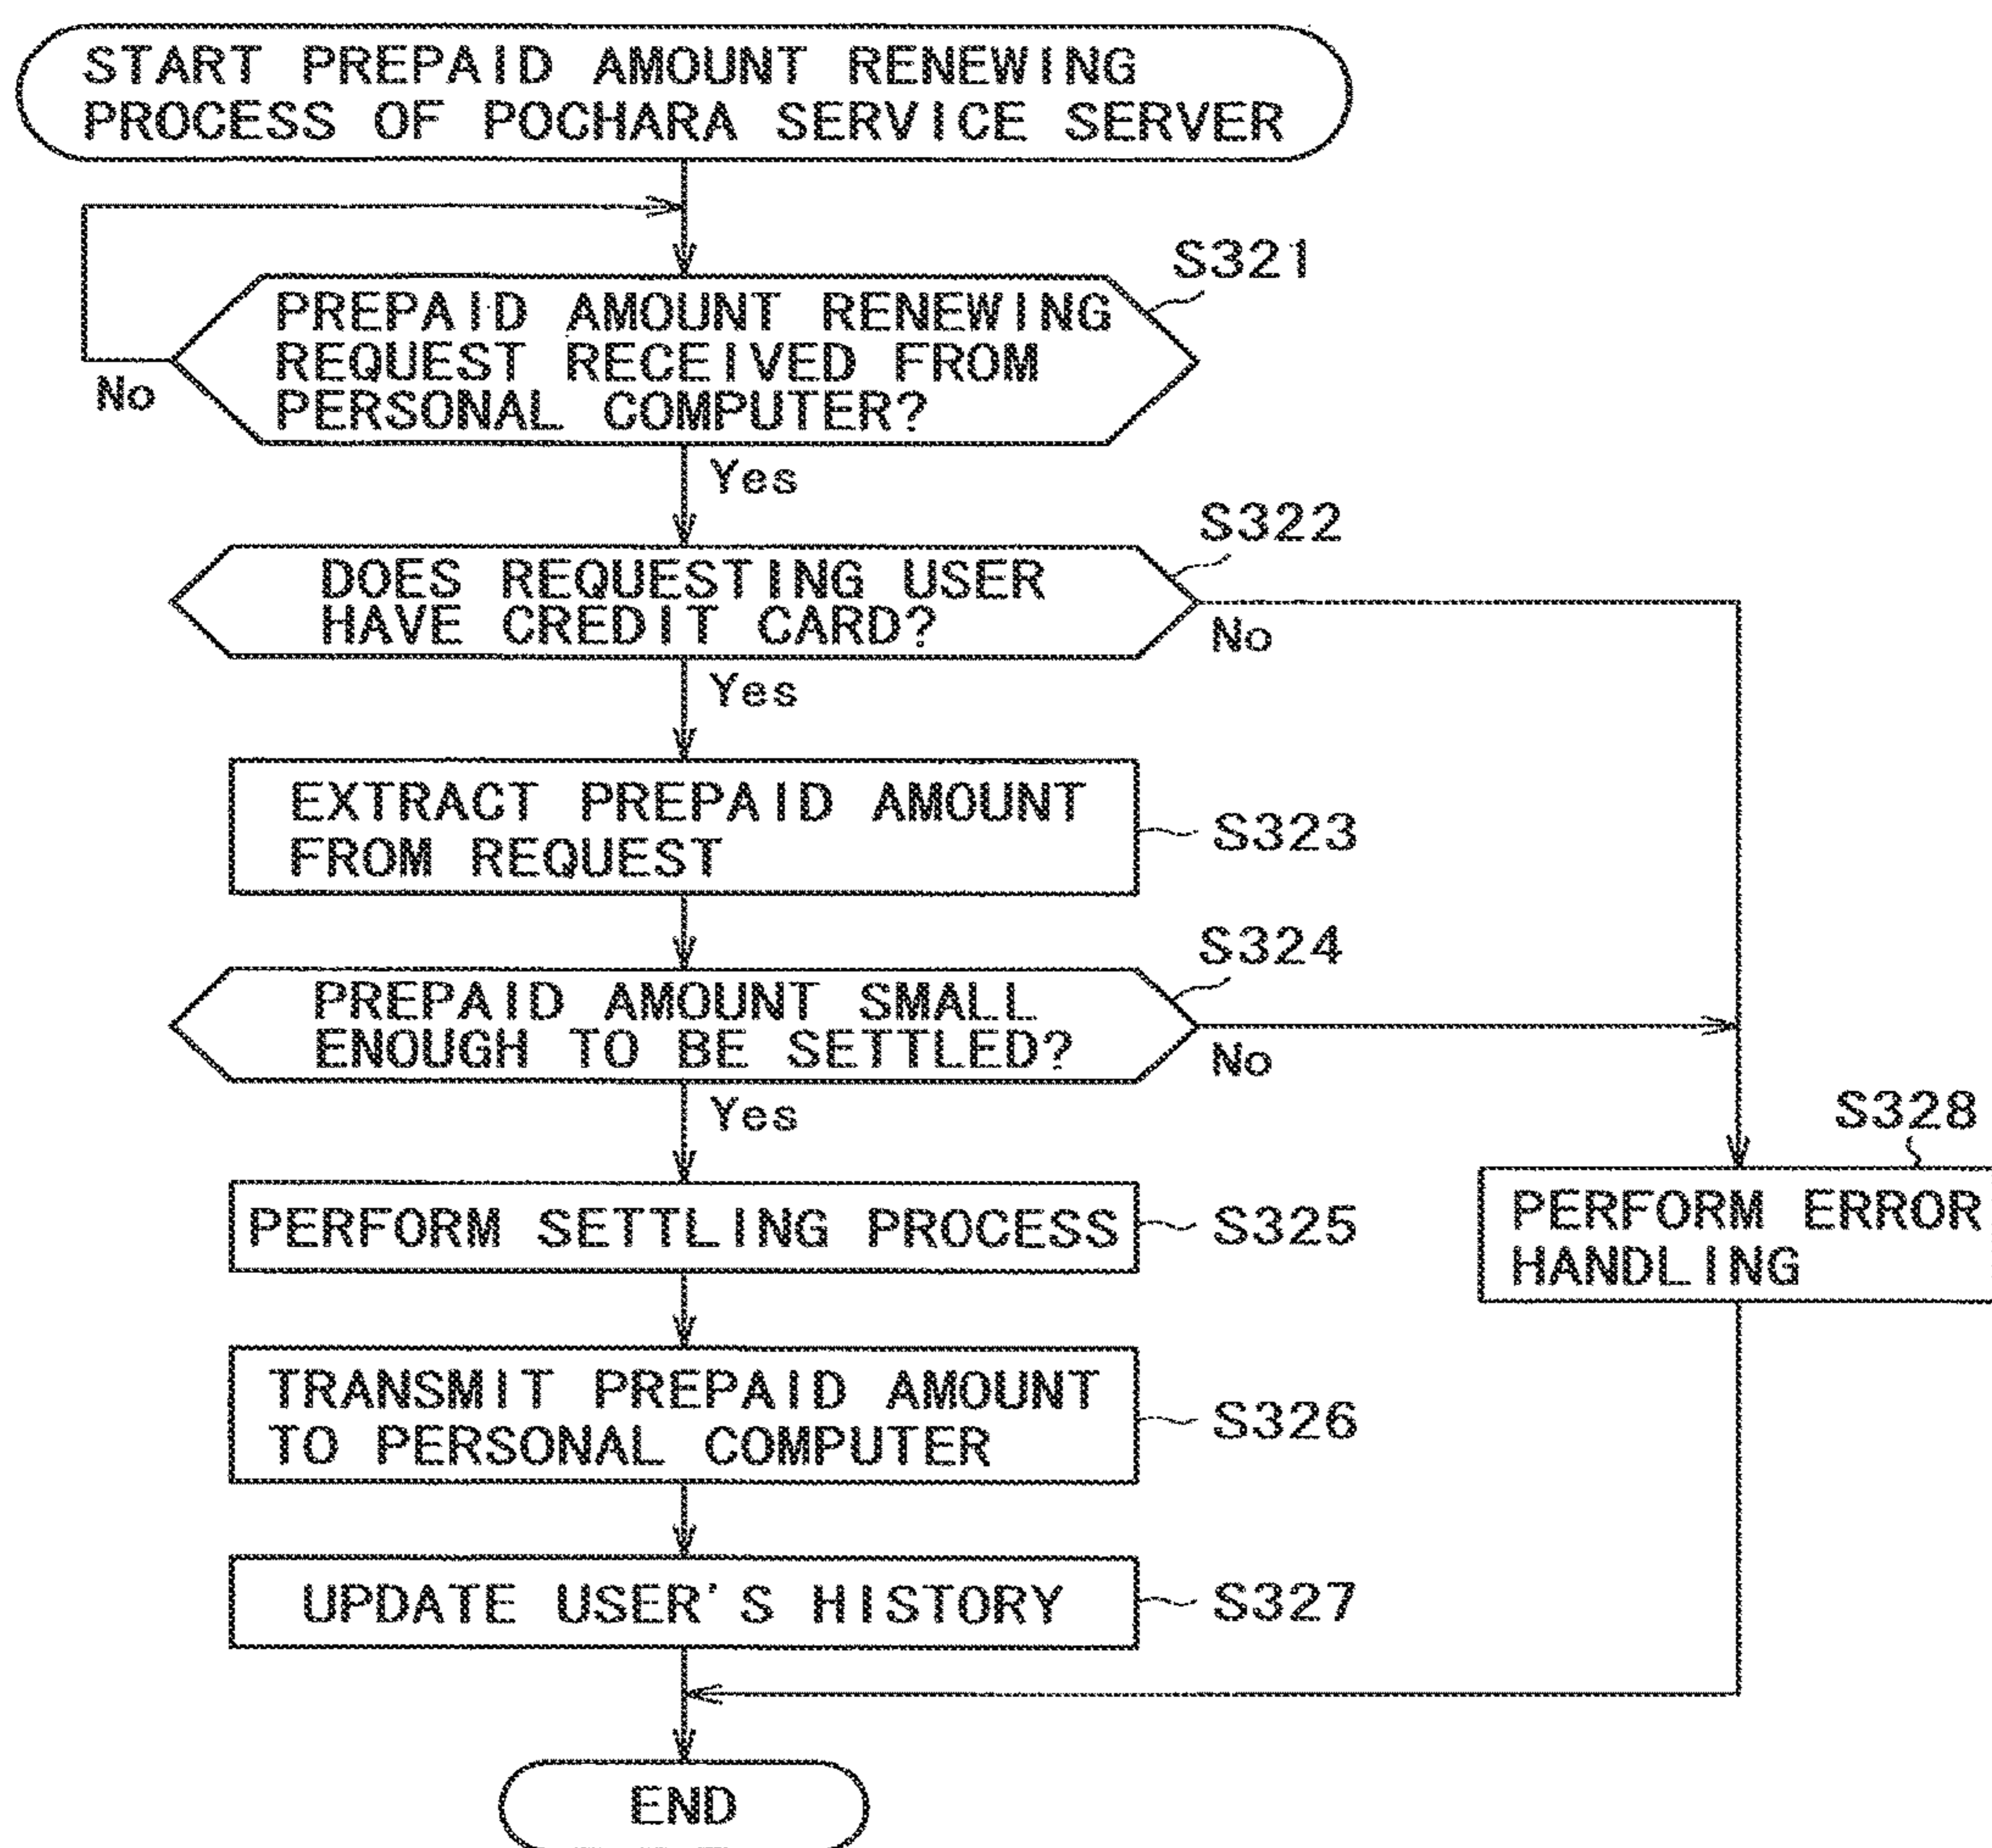 START PREPAID AMOUNT RENEWING
PROCESS OF POCHARA SERVICE SERVER
S321
PREPAID AMOUNT RENEWING
REQUEST RECEIVED FROM
PERSONAL COMPUTER?
No
Yes
S322
DOES REQUESTING USER
HAVE CREDIT CARD?
No
Yes
EXTRACT PREPAID AMOUNT
FROM REQUEST
S323
S324
PREPAID AMOUNT SMALL
ENOUGH TO BE SETTLED?
No
Yes
S328
PERFORM ERROR
HANDLING
PERFORM SETTLING PROCESS
S325
TRANSMIT PREPAID AMOUNT
TO PERSONAL COMPUTER
S326
UPDATE USER'S HISTORY
S327
END